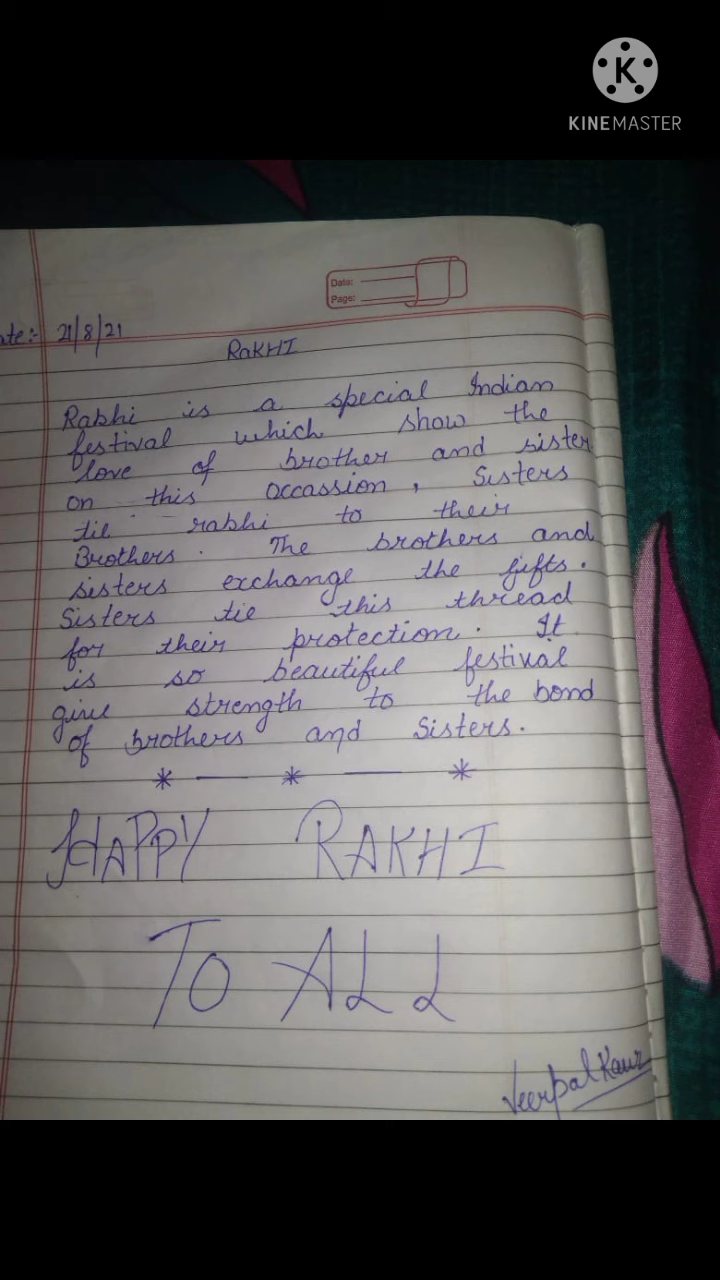 KINEMASTER
Date:
Page:
ate:- 21/8/21
RaKHI
Rabhi is a special Indian
festival which show the
love of brother and sister
on this occassion, Sisters
tie rabhi to their
Brothers. The brothers and
sisters exchange the gifts.
Sisters tie this thread
for their protection. It
is so beautiful festival
give strength to the bond
of brothers and Sisters.
* — * — *
HAPPY RAKHI
TO ALL
Veerpal Kaur